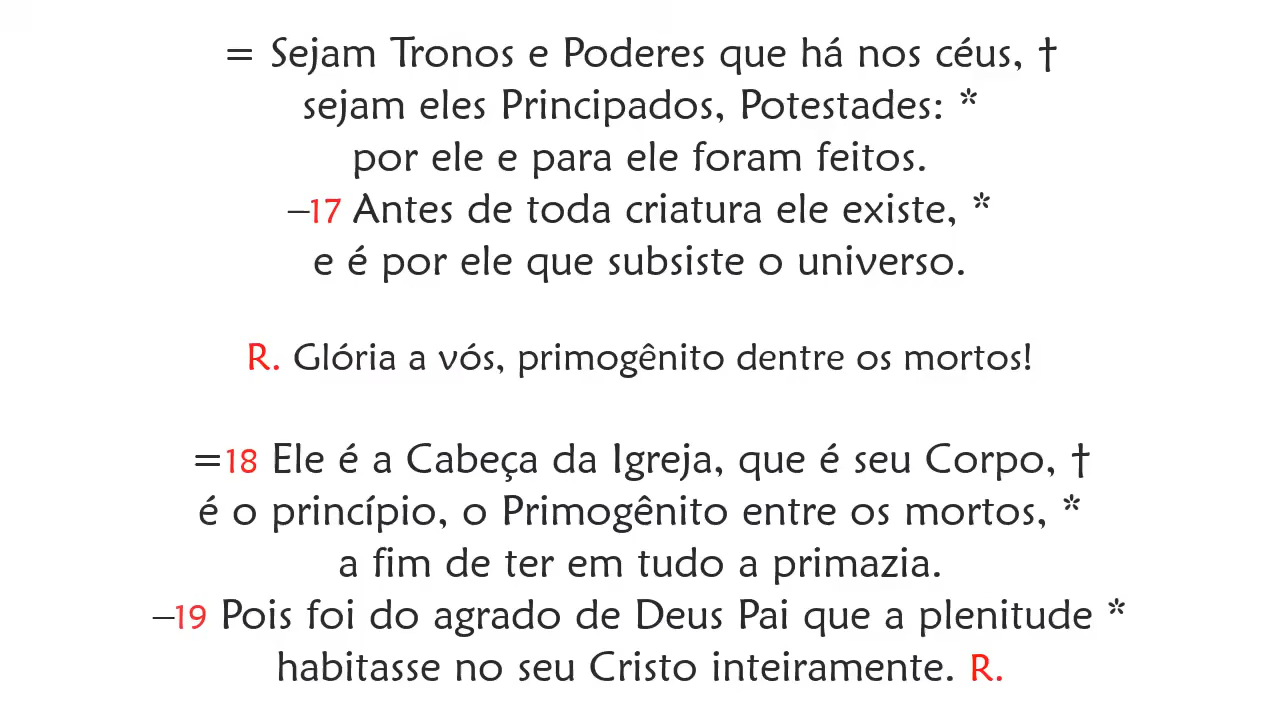 = Sejam Tronos e Poderes que há nos céus, †
sejam eles Principados, Potestades: *
por ele e para ele foram feitos.
–17 Antes de toda criatura ele existe, *
e é por ele que subsiste o universo.
R. Glória a vós, primogênito dentre os mortos!
=18 Ele é a Cabeça da Igreja, que é seu Corpo, †
é o princípio, o Primogênito entre os mortos, *
a fim de ter em tudo a primazia.
–19 Pois foi do agrado de Deus Pai que a plenitude *
habitasse no seu Cristo inteiramente. R.